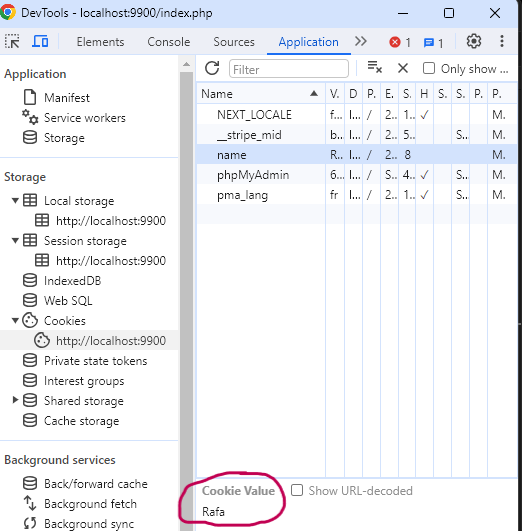 DevTools - localhost:9900/index.php
Elements Console Sources Application 1 1
Application
Manifest
Service workers
Storage
Storage
Local storage
http://localhost:9900
Session storage
http://localhost:9900
IndexedDB
Web SQL
Cookies
http://localhost:9900
Private state tokens
Interest groups
Shared storage
Cache storage
Background services
Back/forward cache
Background fetch
Background sync
Filter Only show ...
Name V. D P. E. S. H S. S. P. P.
NEXT_LOCALE f... l... / 2... 1... ✓ M.
__stripe_mid b... l... / 2... 5... S... M.
name R... l... / 2... 8 M.
phpMyAdmin 6... l... / S... 4... ✓ S... M.
pma_lang fr l... / 2... 1... ✓ S... M.
Cookie Value Show URL-decoded
Rafa